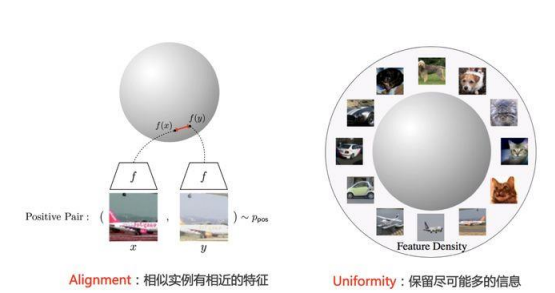 f(x)
f(y)
f
f
Positive Pair : ( , ) ∼ p_pos
x
y
Alignment：相似实例有相近的特征
Feature Density
Uniformity：保留尽可能多的信息